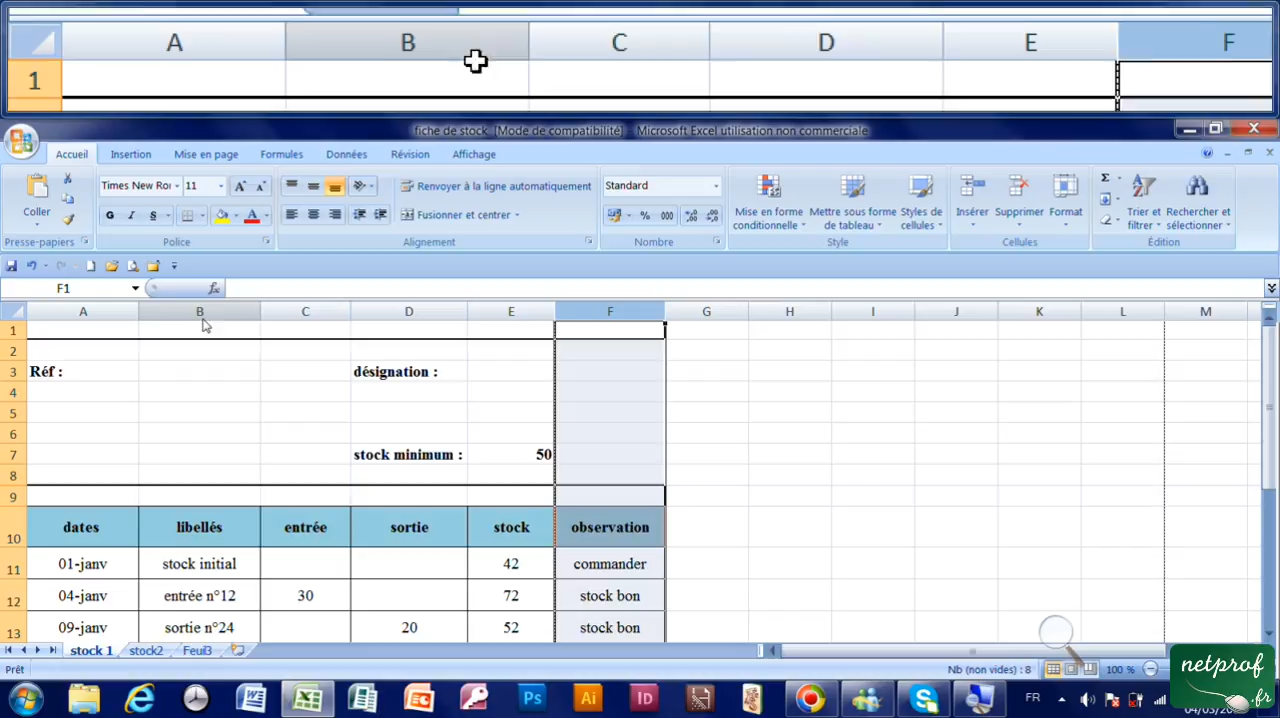 A B C D E F
1
fiche de stock [Mode de compatibilité] - Microsoft Excel utilisation non commerciale
Accueil Insertion Mise en page Formules Données Révision Affichage
Coller
Presse-papiers
Times New Ro 11
G I S
Police
Renvoyer à la ligne automatiquement
Fusionner et centrer
Alignement
Standard
% 000
Nombre
Mise en forme conditionnelle
Mettre sous forme de tableau
Styles de cellules
Style
Insérer Supprimer Format
Cellules
Σ
Trier et filtrer
Rechercher et sélectionner
Édition
F1 fx
A B C D E F G H I J K L M
1
2
3 Réf : désignation :
4
5
6
7 stock minimum : 50
8
9
10 dates libellés entrée sortie stock observation
11 01-janv stock initial 42 commander
12 04-janv entrée n°12 30 72 stock bon
13 09-janv sortie n°24 20 52 stock bon
stock 1 stock2 Feuil3
Prêt Nb (non vides) : 8 100 %
Ps Ai ID FR
netprof.fr